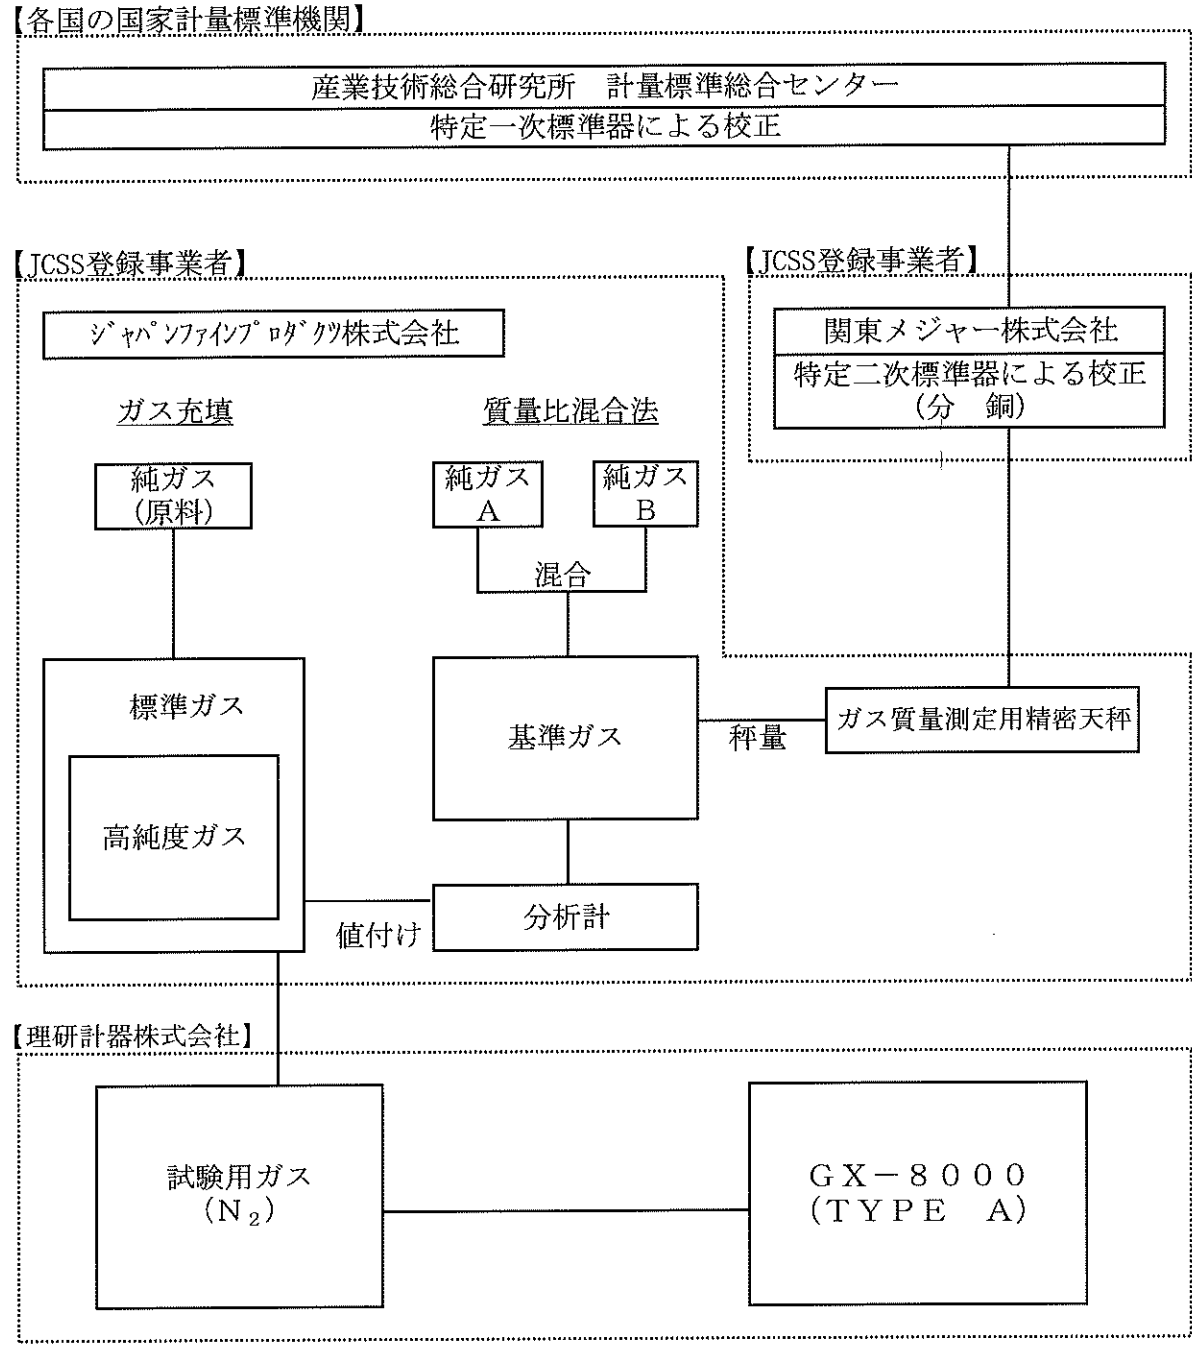 【各国の国家計量標準機関】
産業技術総合研究所　計量標準総合センター
特定一次標準器による校正
【JCSS登録事業者】
ｼﾞｬﾊﾟﾝﾌｧｲﾝﾌﾟﾛﾀﾞｸﾂ株式会社
【JCSS登録事業者】
関東メジャー株式会社
特定二次標準器による校正
(分　銅)
ガス充填
質量比混合法
純ガス
(原料)
純ガス
A
純ガス
B
混合
標準ガス
高純度ガス
基準ガス
秤量
ガス質量測定用精密天秤
値付け
分析計
【理研計器株式会社】
試験用ガス
(N₂)
ＧＸ－８０００
(ＴＹＰＥ　Ａ)